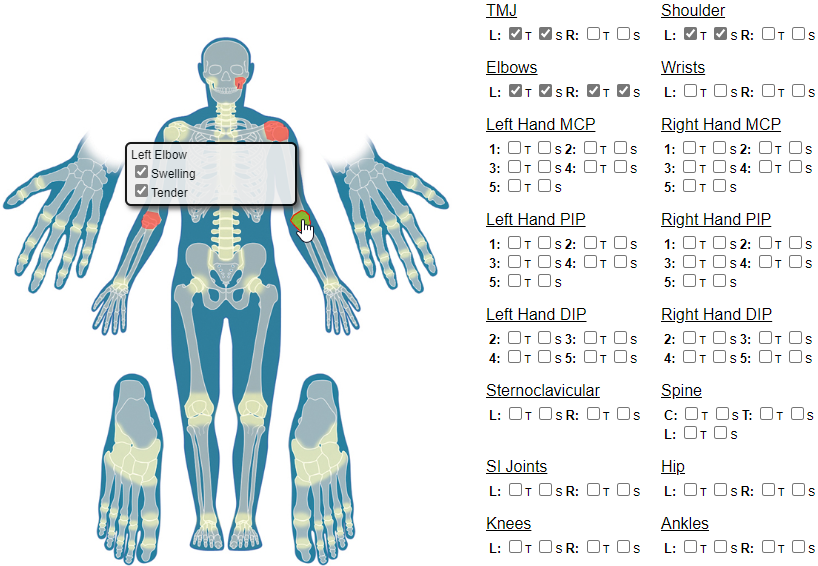 Left Elbow
Swelling
Tender
TMJ
L: T S R: T S
Shoulder
L: T S R: T S
Elbows
L: T S R: T S
Wrists
L: T S R: T S
Left Hand MCP
1: T S 2: T S
3: T S 4: T S
5: T S
Right Hand MCP
1: T S 2: T S
3: T S 4: T S
5: T S
Left Hand PIP
1: T S 2: T S
3: T S 4: T S
5: T S
Right Hand PIP
1: T S 2: T S
3: T S 4: T S
5: T S
Left Hand DIP
2: T S 3: T S
4: T S 5: T S
Right Hand DIP
2: T S 3: T S
4: T S 5: T S
Sternoclavicular
L: T S R: T S
Spine
C: T S T: T S
L: T S
SI Joints
L: T S R: T S
Hip
L: T S R: T S
Knees
L: T S R: T S
Ankles
L: T S R: T S